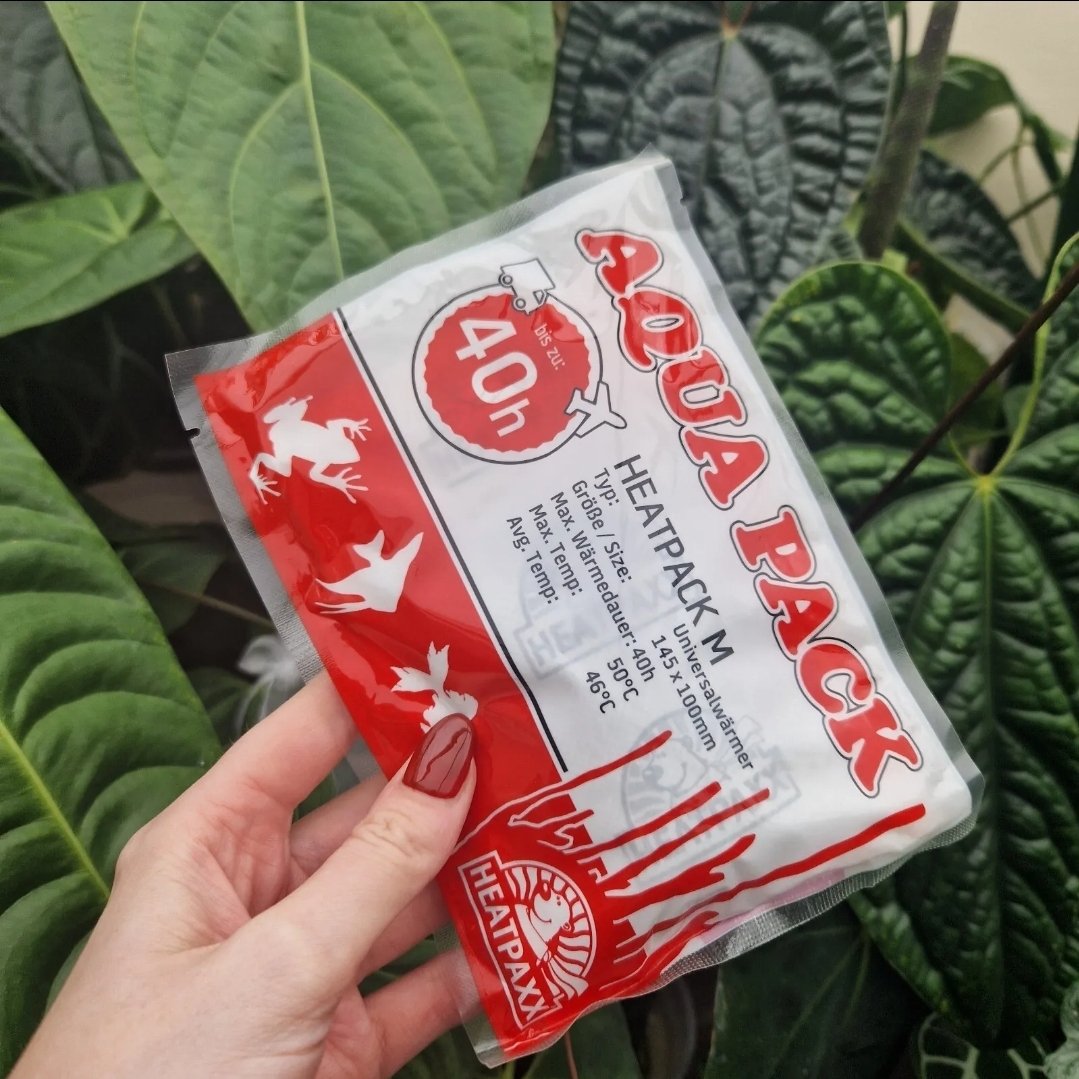 AQUA PACK
bis zu:
40h
HEATPACK M
Typ: Universalwärmer
Größe / Size: 145 x 100mm
Max. Wärmedauer: 40h
Max. Temp: 50°C
Avg. Temp: 46°C
HEATPAXX